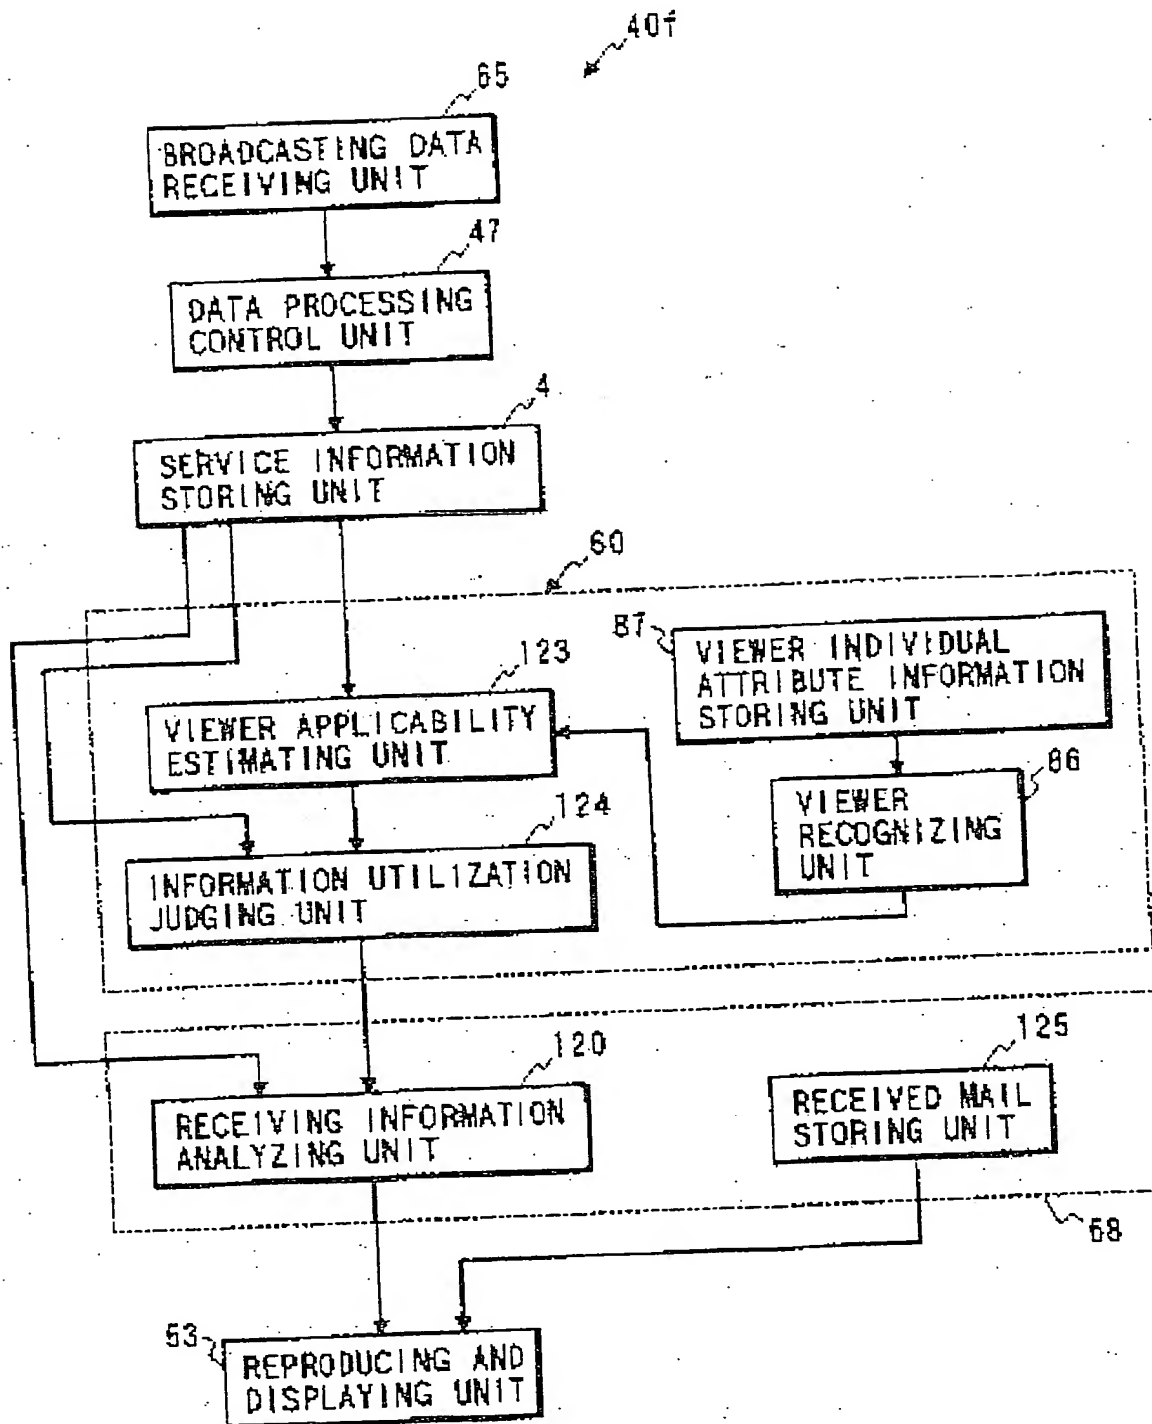 40f
65
BROADCASTING DATA
RECEIVING UNIT
47
DATA PROCESSING
CONTROL UNIT
4
SERVICE INFORMATION
STORING UNIT
60
87
VIEWER INDIVIDUAL
ATTRIBUTE INFORMATION
STORING UNIT
123
VIEWER APPLICABILITY
ESTIMATING UNIT
86
VIEWER
RECOGNIZING
UNIT
124
INFORMATION UTILIZATION
JUDGING UNIT
120
RECEIVING INFORMATION
ANALYZING UNIT
125
RECEIVED MAIL
STORING UNIT
68
53
REPRODUCING AND
DISPLAYING UNIT